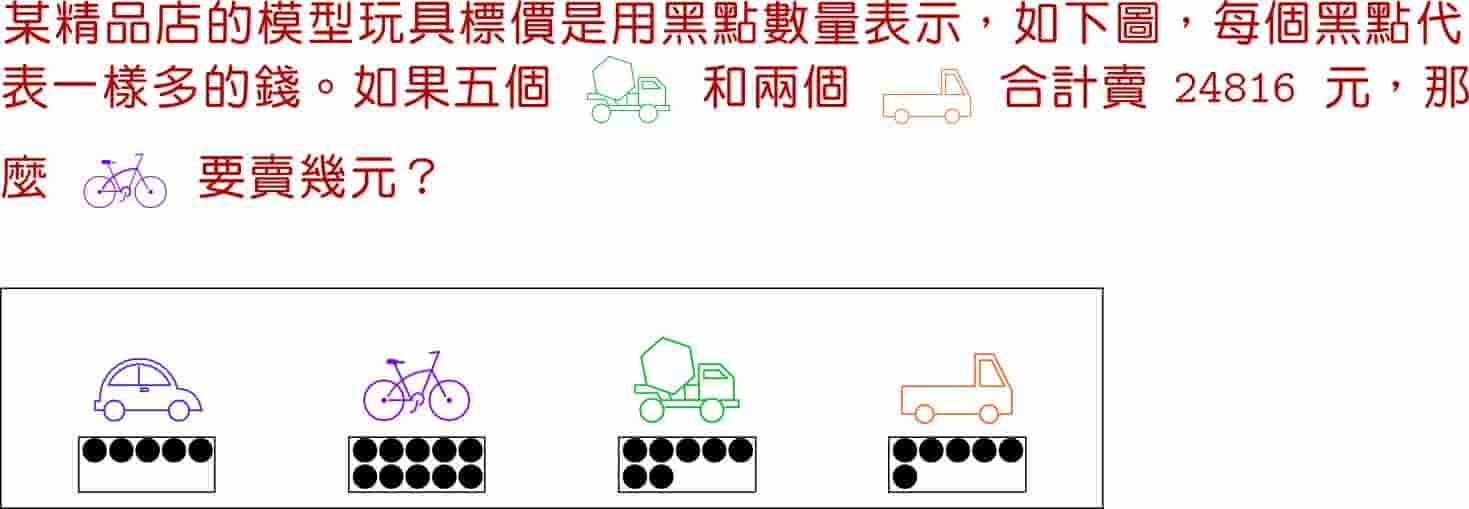 某精品店的模型玩具標價是用黑點數量表示，如下圖，每個黑點代
表一樣多的錢。如果五個 和兩個 合計賣 24816 元，那
麼 要賣幾元？